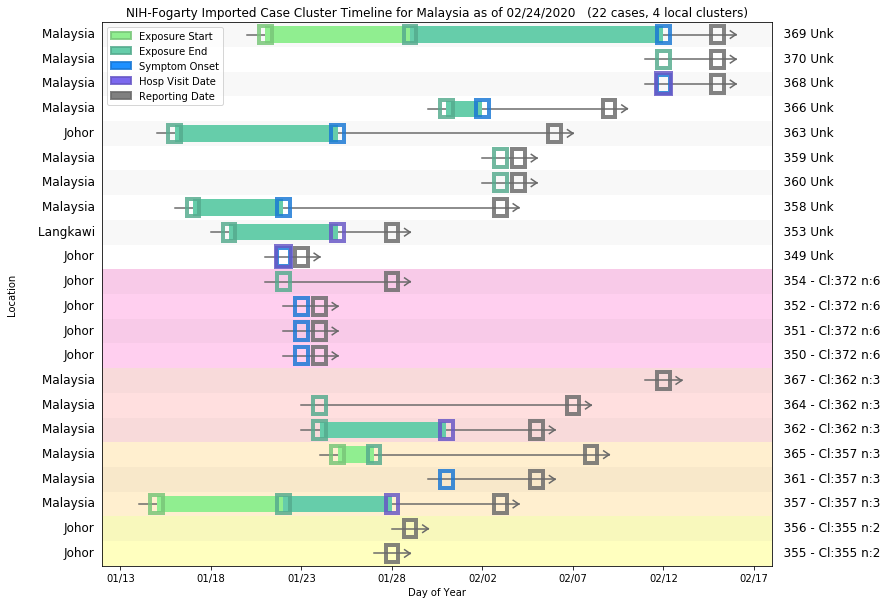 NIH-Fogarty Imported Case Cluster Timeline for Malaysia as of 02/24/2020   (22 cases, 4 local clusters)
Exposure Start
Exposure End
Symptom Onset
Hosp Visit Date
Reporting Date
Malaysia 369 Unk
Malaysia 370 Unk
Malaysia 368 Unk
Malaysia 366 Unk
Johor 363 Unk
Malaysia 359 Unk
Malaysia 360 Unk
Malaysia 358 Unk
Langkawi 353 Unk
Johor 349 Unk
Johor 354 - Cl:372 n:6
Johor 352 - Cl:372 n:6
Johor 351 - Cl:372 n:6
Johor 350 - Cl:372 n:6
Malaysia 367 - Cl:362 n:3
Malaysia 364 - Cl:362 n:3
Malaysia 362 - Cl:362 n:3
Malaysia 365 - Cl:357 n:3
Malaysia 361 - Cl:357 n:3
Malaysia 357 - Cl:357 n:3
Johor 356 - Cl:355 n:2
Johor 355 - Cl:355 n:2
Location
01/13 01/18 01/23 01/28 02/02 02/07 02/12 02/17
Day of Year